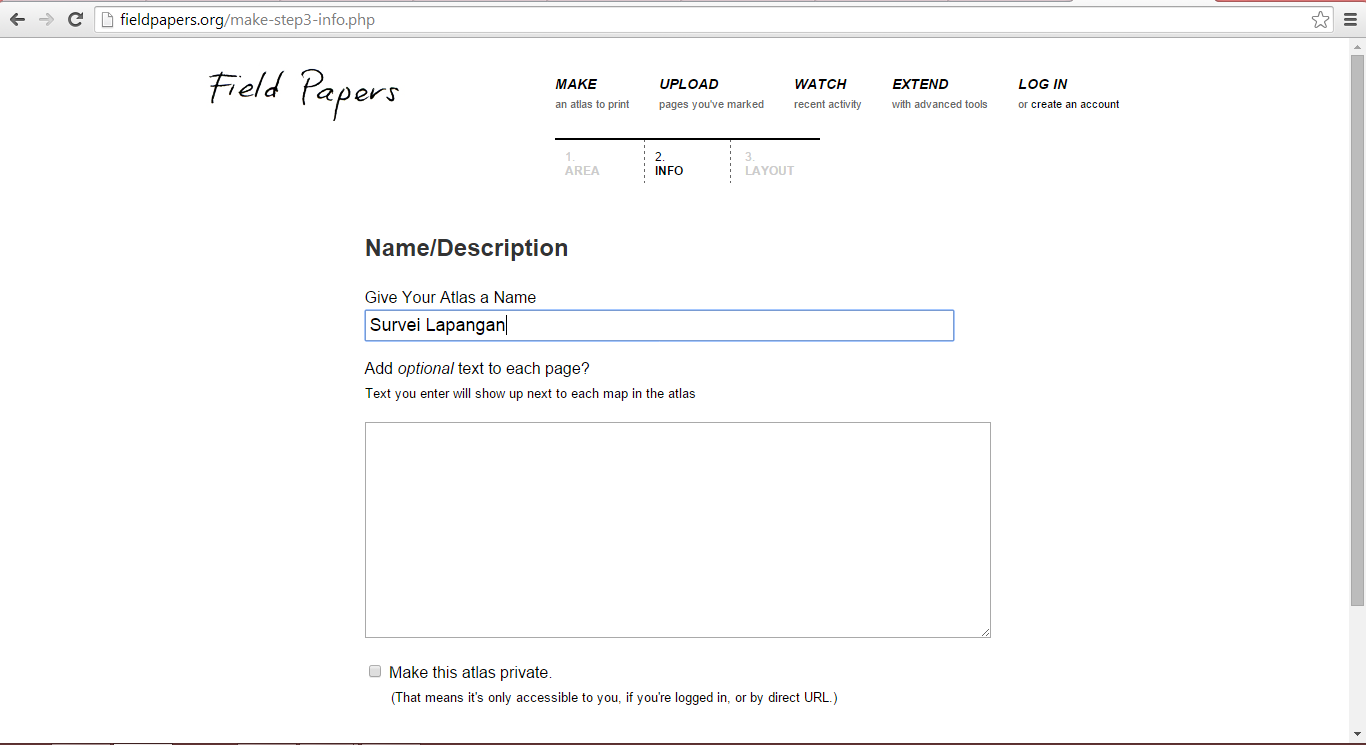 fieldpapers.org/make-step3-info.php
Field Papers
MAKE
an atlas to print
UPLOAD
pages you've marked
WATCH
recent activity
EXTEND
with advanced tools
LOG IN
or create an account
1.
AREA
2.
INFO
3.
LAYOUT
Name/Description
Give Your Atlas a Name
Survei Lapangan
Add optional text to each page?
Text you enter will show up next to each map in the atlas
Make this atlas private.
(That means it's only accessible to you, if you're logged in, or by direct URL.)